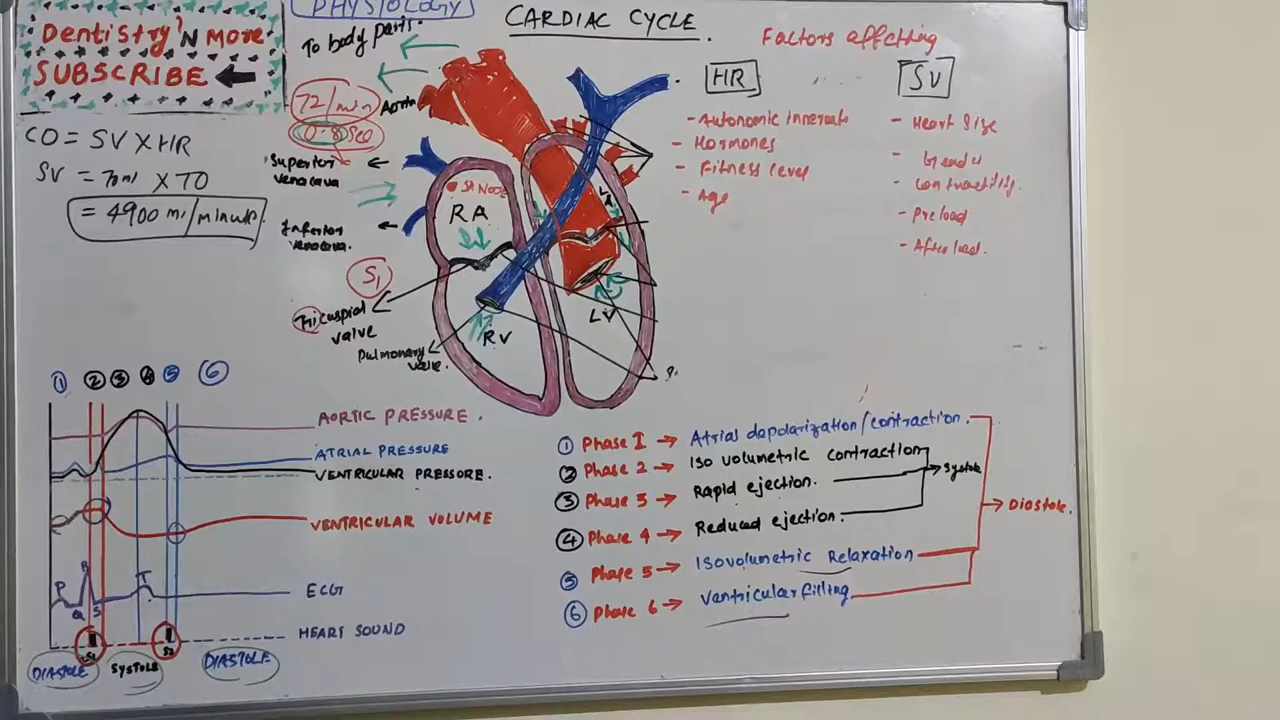 Dentistry'N More
SUBSCRIBE
PHYSIOLOGY
CARDIAC CYCLE.
To body parts.
72/min
0.8 Sec
Aorta
Superior
venacava
Inferior
venacava.
CO = SV X HR
SV = 70ml X 70
= 4900 ml/minute.
SA NODE
RA
LA
S1
Tricuspid
valve
Pulmonary
valve.
RV
LV
Factors affecting
HR
- Autonomic innervate
- Hormones
- Fitness level
- Age
SV
- Heart Size
- Gender
- Contractility.
- Preload
- Afterload.
1 2 3 4 5 6
AORTIC PRESSURE.
ATRIAL PRESSURE
VENTRICULAR PRESSURE.
VENTRICULAR VOLUME
P R Q S T
ECG
HEART SOUND
S1 S2
DIASTOLE SYSTOLE DIASTOLE
1 Phase I → Atrial depolarization/contraction.
2 Phase 2 → Iso volumetric contraction
3 Phase 3 → Rapid ejection.
Systole
4 Phase 4 → Reduced ejection.
Diastole.
5 Phase 5 → Isovolumetric Relaxation
6 Phase 6 → Ventricular filling